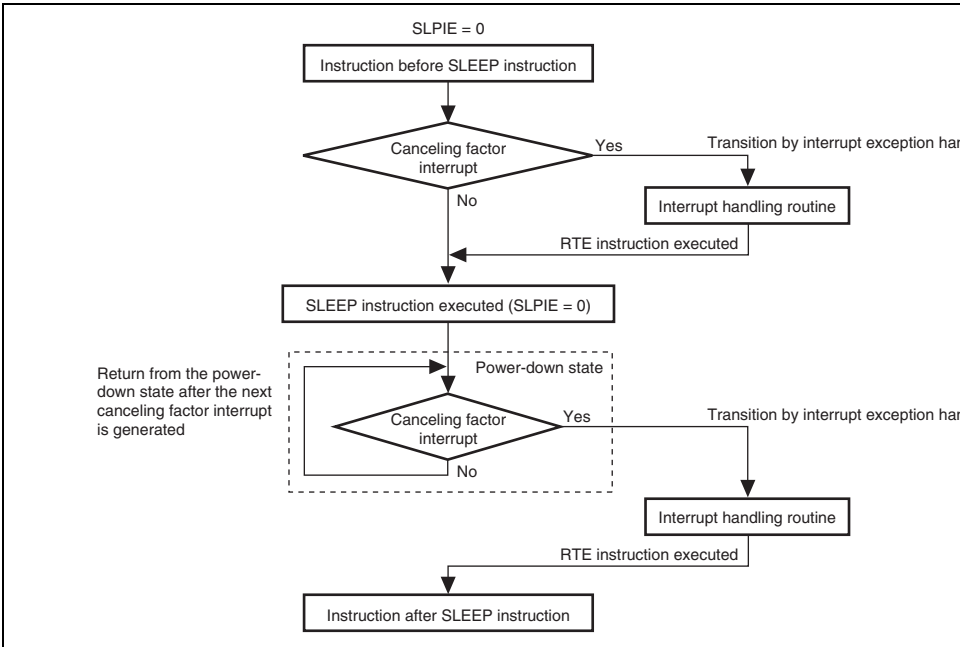 SLPIE = 0
Instruction before SLEEP instruction
Canceling factor
interrupt
Yes
Transition by interrupt exception
No
Interrupt handling routine
RTE instruction executed
SLEEP instruction executed (SLPIE = 0)
Return from the power-
down state after the next
canceling factor interrupt
is generated
Power-down state
Canceling factor
interrupt
Yes
Transition by interrupt exception
No
Interrupt handling routine
RTE instruction executed
Instruction after SLEEP instruction